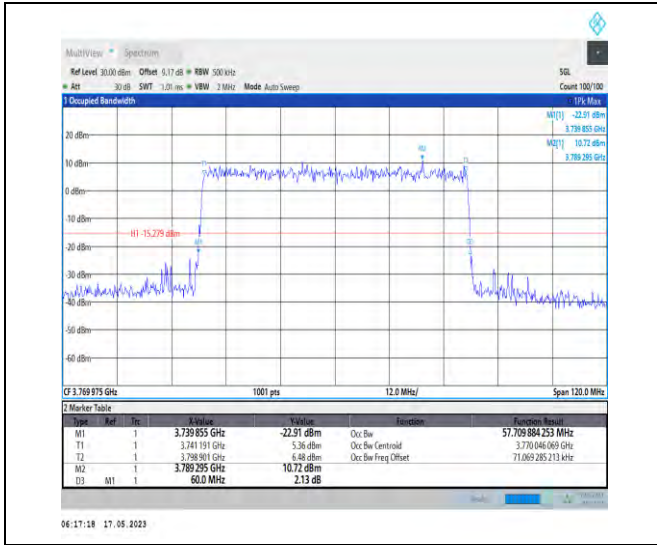 MultiView Spectrum
Ref Level 30.00 dBm Offset 9.17 dB RBW 500 kHz SGL
Att 30 dB SWT 1.01 ms VBW 2 MHz Mode Auto Sweep Count 100/100
1 Occupied Bandwidth 1Pk Max
M1[1] -22.91 dBm
3.739 855 GHz
M2[1] 10.72 dBm
3.789 295 GHz
20 dBm
10 dBm
0 dBm
-10 dBm
H1 -15.279 dBm
-20 dBm
-30 dBm
-40 dBm
-50 dBm
-60 dBm
CF 3.769 975 GHz 1001 pts 12.0 MHz/ Span 120.0 MHz
2 Marker Table
Type Ref Trc X-Value Y-Value Function Function Result
M1 1 3.739 855 GHz -22.91 dBm Occ Bw 57.709 884 253 MHz
T1 1 3.741 191 GHz 5.36 dBm Occ Bw Centroid 3.770 046 069 GHz
T2 1 3.798 901 GHz 6.48 dBm Occ Bw Freq Offset 71.069 285 213 kHz
M2 1 3.789 295 GHz 10.72 dBm
D3 M1 1 60.0 MHz 2.13 dB
06:17:18 17.05.2023